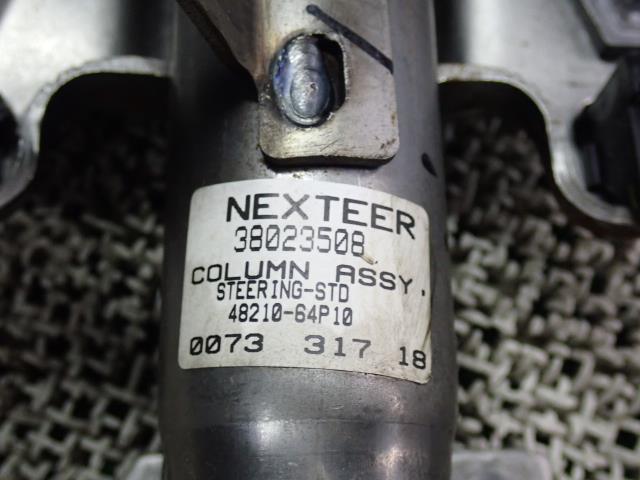 NEXTEER
38023508
COLUMN ASSY.
STEERING-STD
48210-64P10
0073 317 18